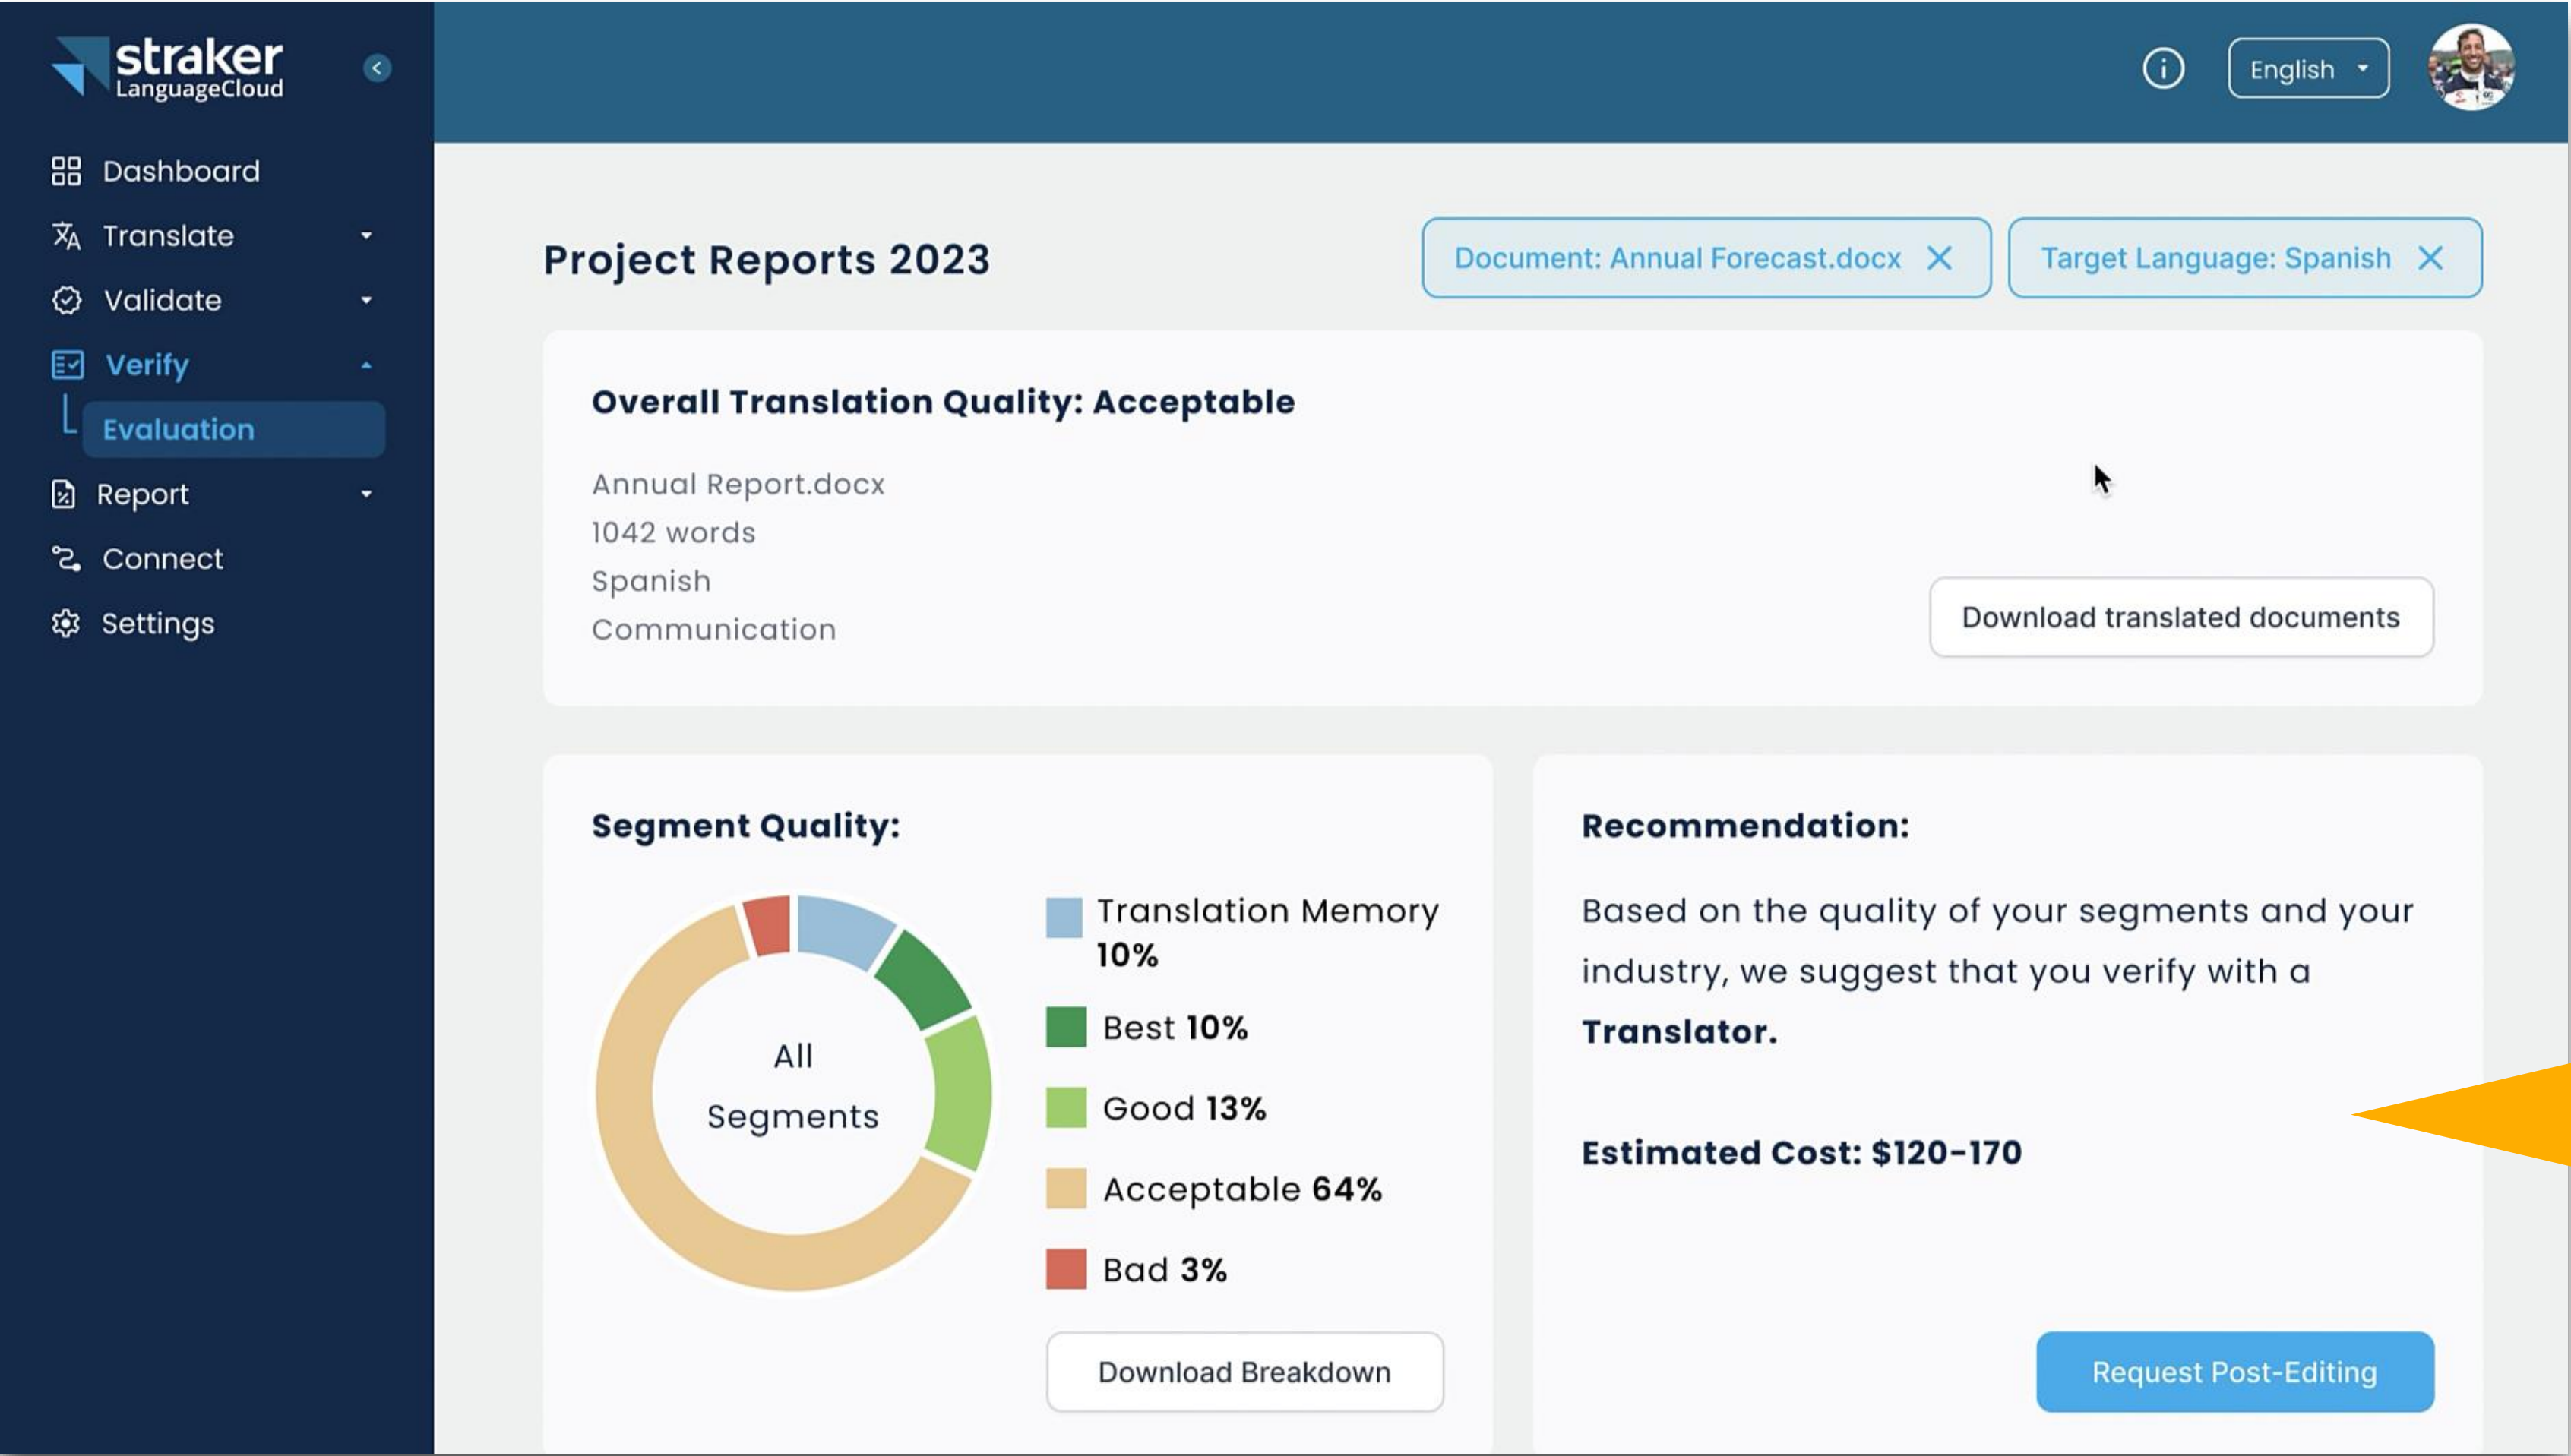 straker
LanguageCloud
English
Dashboard
Translate
Validate
Verify
Evaluation
Report
Connect
Settings
Project Reports 2023
Document: Annual Forecast.docx
Target Language: Spanish
Overall Translation Quality: Acceptable
Annual Report.docx
1042 words
Spanish
Communication
Download translated documents
Segment Quality:
All
Segments
Translation Memory
10%
Best 10%
Good 13%
Acceptable 64%
Bad 3%
Download Breakdown
Recommendation:
Based on the quality of your segments and your
industry, we suggest that you verify with a
Translator.
Estimated Cost: $120-170
Request Post-Editing